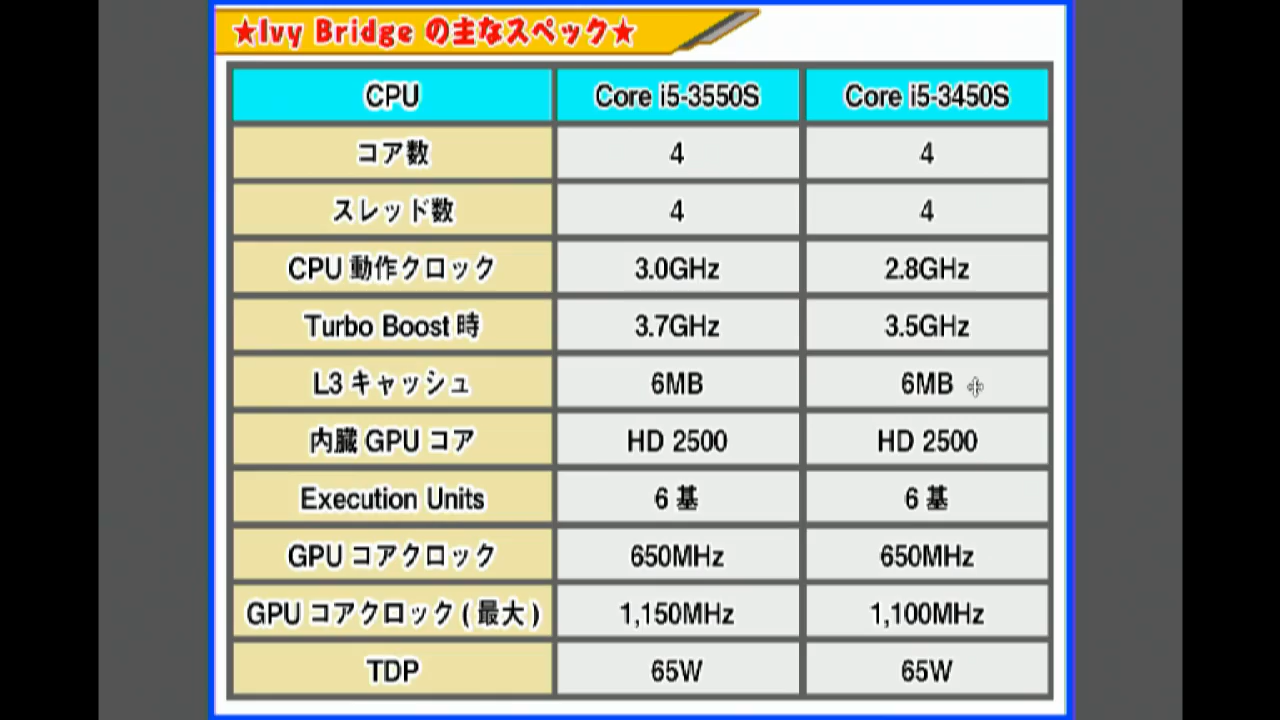 ★Ivy Bridge の主なスペック★
CPU Core i5-3550S Core i5-3450S
コア数 4 4
スレッド数 4 4
CPU 動作クロック 3.0GHz 2.8GHz
Turbo Boost 時 3.7GHz 3.5GHz
L3 キャッシュ 6MB 6MB
内臓 GPU コア HD 2500 HD 2500
Execution Units 6 基 6 基
GPU コアクロック 650MHz 650MHz
GPU コアクロック ( 最大 ) 1,150MHz 1,100MHz
TDP 65W 65W